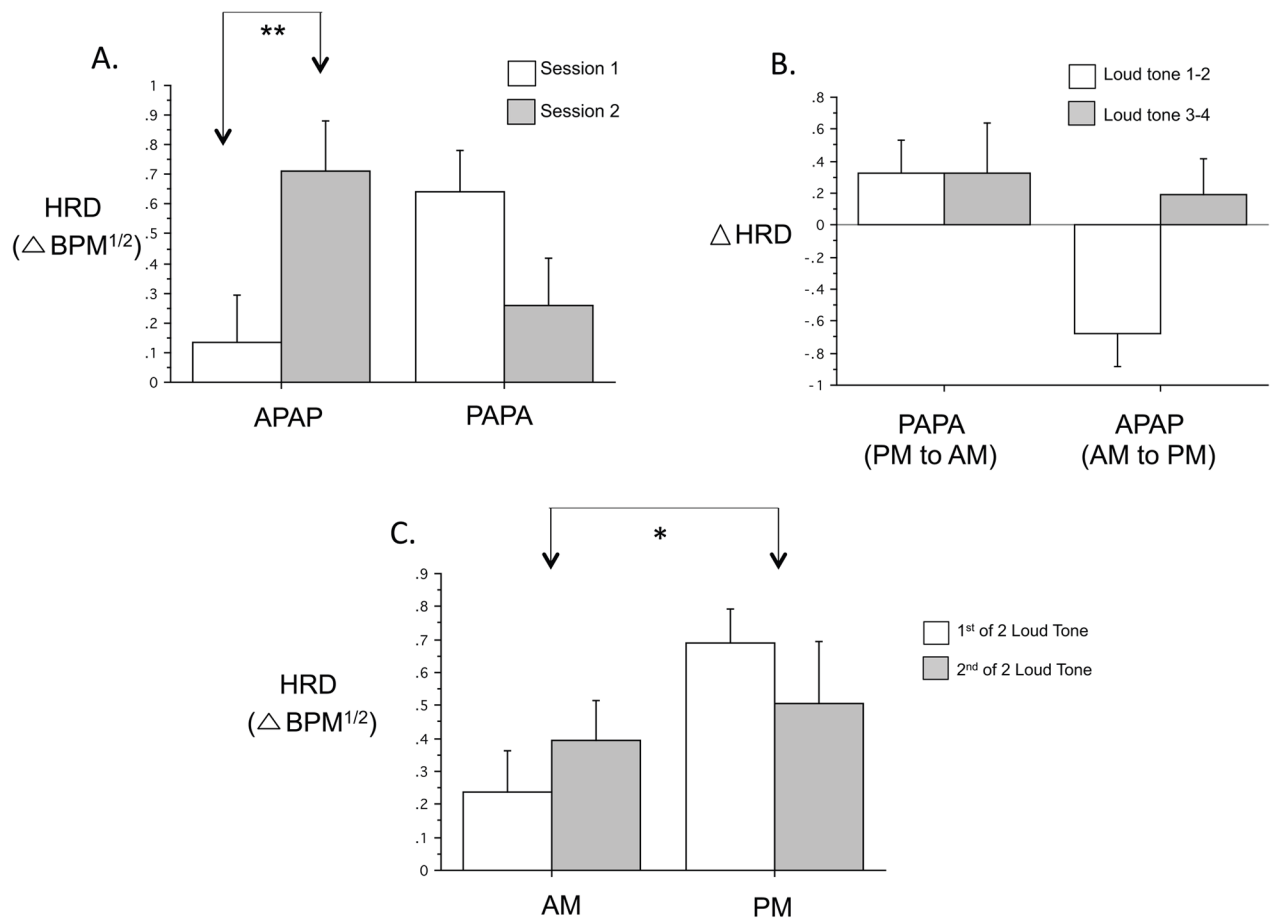 A.
**
Session 1
Session 2
1
.9
.8
.7
.6
.5
.4
.3
.2
.1
0
HRD
(△ BPM1/2)
APAP
PAPA
B.
Loud tone 1-2
Loud tone 3-4
.8
.6
.4
.2
0
-.2
-.4
-.6
-.8
-1
△ HRD
PAPA
(PM to AM)
APAP
(AM to PM)
C.
*
.9
.8
.7
.6
.5
.4
.3
.2
.1
0
HRD
(△ BPM1/2)
1st of 2 Loud Tone
2nd of 2 Loud Tone
AM
PM